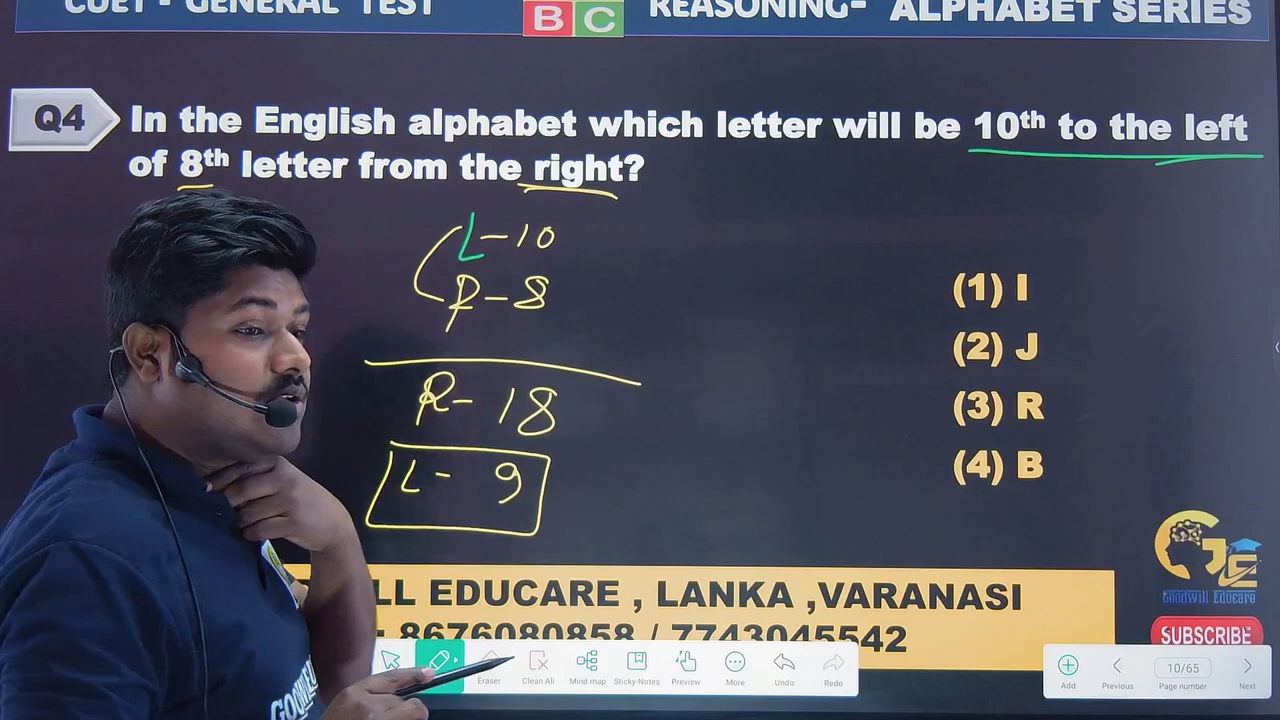 CUET - GENERAL TEST
BC
REASONING- ALPHABET SERIES
Q4
In the English alphabet which letter will be 10th to the left
of 8th letter from the right?
L-10
R-8
R-18
L-9
(1) I
(2) J
(3) R
(4) B
GE
Goodwill Educare
LL EDUCARE , LANKA ,VARANASI
8676080858 / 7743045542
SUBSCRIBE
Eraser
Clean All
Mind map
Sticky-Notes
Preview
More
Undo
Redo
Add
Previous
10/65
Page number
Next